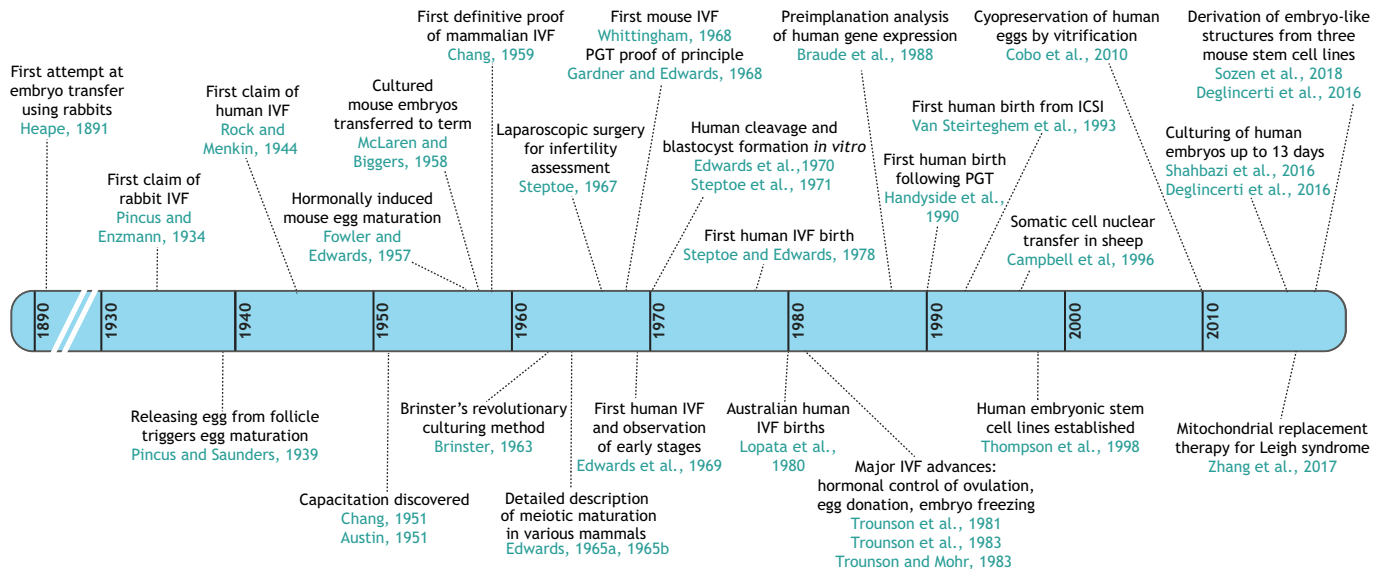 First attempt at
embryo transfer
using rabbits
Heape, 1891
First claim of
rabbit IVF
Pincus and
Enzmann, 1934
First claim of
human IVF
Rock and
Menkin, 1944
Hormonally induced
mouse egg maturation
Fowler and
Edwards, 1957
Cultured
mouse embryos
transferred to term
McLaren and
Biggers, 1958
First definitive proof
of mammalian IVF
Chang, 1959
Laparoscopic surgery
for infertility
assessment
Steptoe, 1967
First mouse IVF
Whittingham, 1968
PGT proof of principle
Gardner and Edwards, 1968
Human cleavage and
blastocyst formation in vitro
Edwards et al.,1970
Steptoe et al., 1971
First human IVF birth
Steptoe and Edwards, 1978
Preimplanation analysis
of human gene expression
Braude et al., 1988
First human birth
following PGT
Handyside et al.,
1990
First human birth from ICSI
Van Steirteghem et al., 1993
Somatic cell nuclear
transfer in sheep
Campbell et al, 1996
Cyopreservation of human
eggs by vitrification
Cobo et al., 2010
Culturing of human
embryos up to 13 days
Shahbazi et al., 2016
Deglincerti et al., 2016
Derivation of embryo-like
structures from three
mouse stem cell lines
Sozen et al., 2018
Deglincerti et al., 2016
1890
1930
1940
1950
1960
1970
1980
1990
2000
2010
Releasing egg from follicle
triggers egg maturation
Pincus and Saunders, 1939
Capacitation discovered
Chang, 1951
Austin, 1951
Brinster's revolutionary
culturing method
Brinster, 1963
Detailed description
of meiotic maturation
in various mammals
Edwards, 1965a, 1965b
First human IVF
and observation
of early stages
Edwards et al., 1969
Australian human
IVF births
Lopata et al.,
1980
Major IVF advances:
hormonal control of ovulation,
egg donation, embryo freezing
Trounson et al., 1981
Trounson et al., 1983
Trounson and Mohr, 1983
Human embryonic stem
cell lines established
Thompson et al., 1998
Mitochondrial replacement
therapy for Leigh syndrome
Zhang et al., 2017